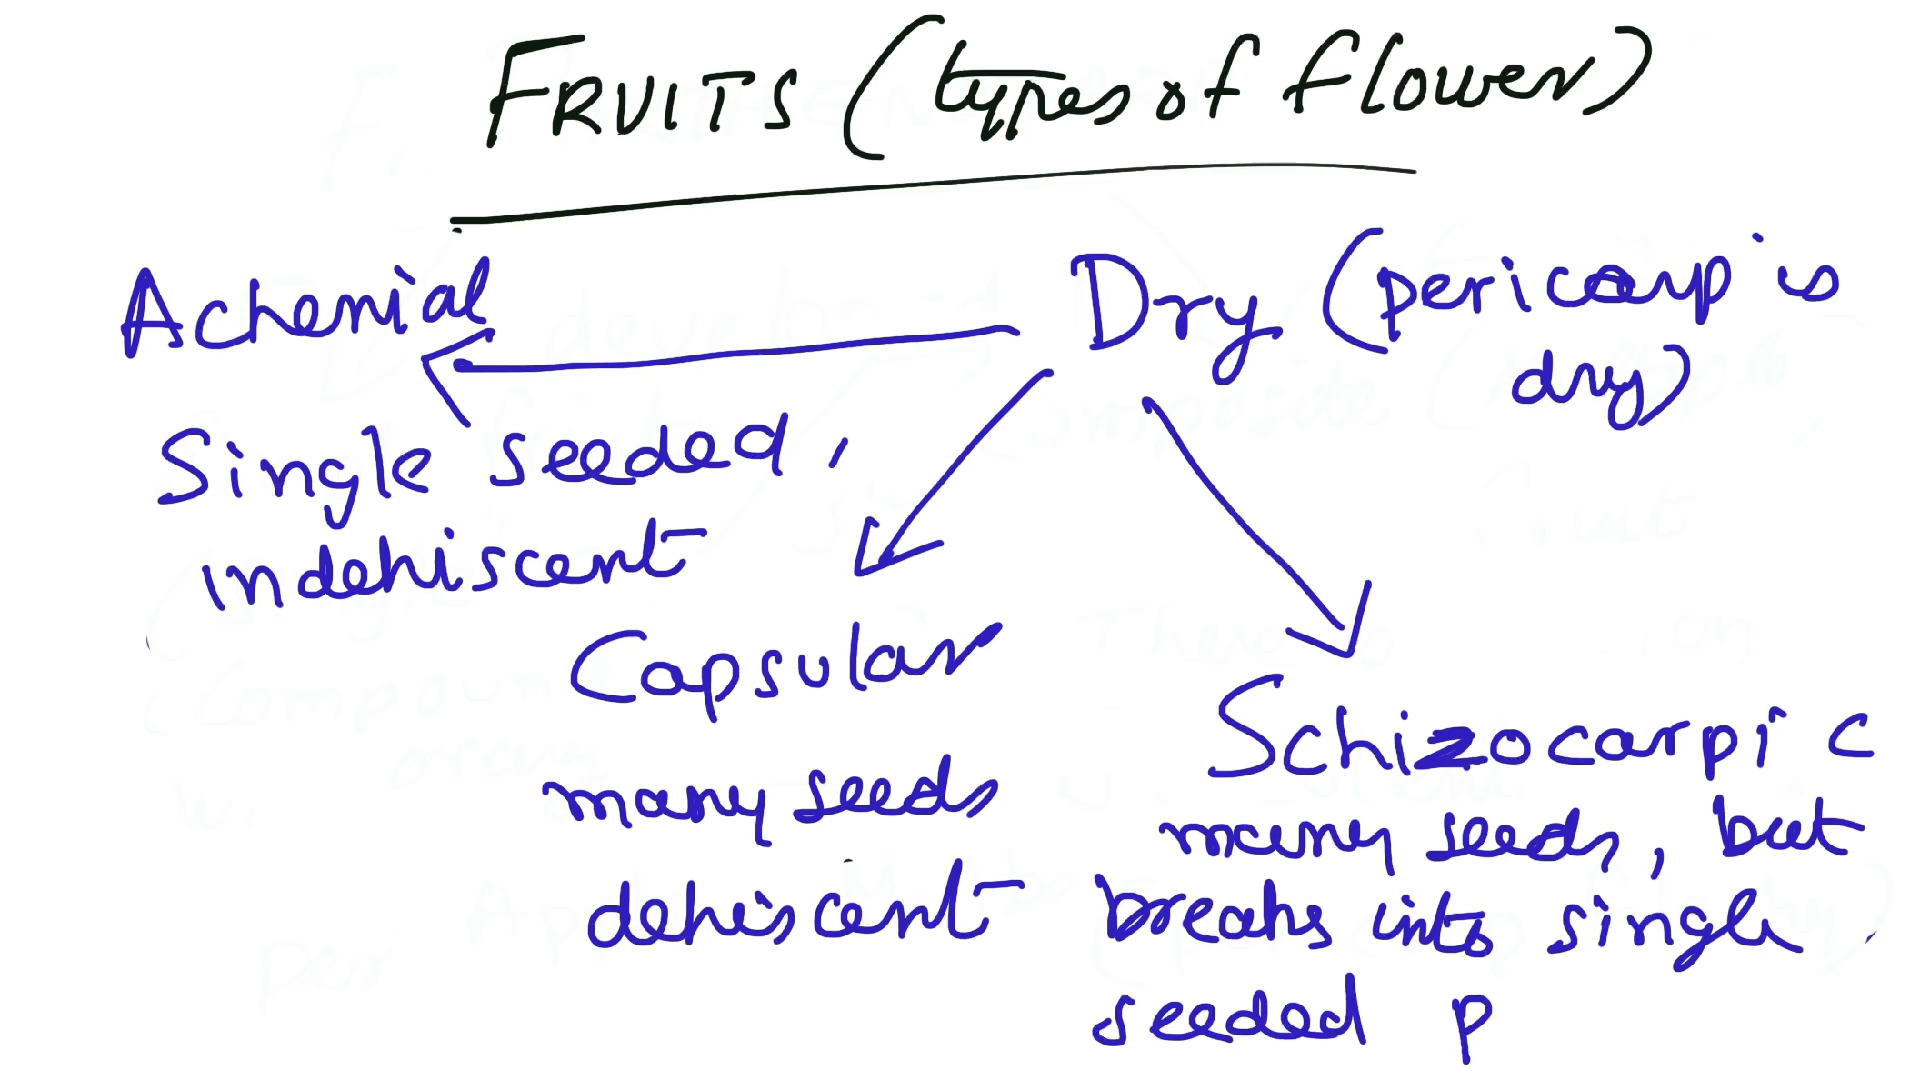 FRUITS (types of flower)
Achenial
Dry (pericarp is
dry)
Single seeded,
indehiscent
Capsular
many seeds
dehiscent
Schizocarpic
many seeds, but
breaks into single
seeded p